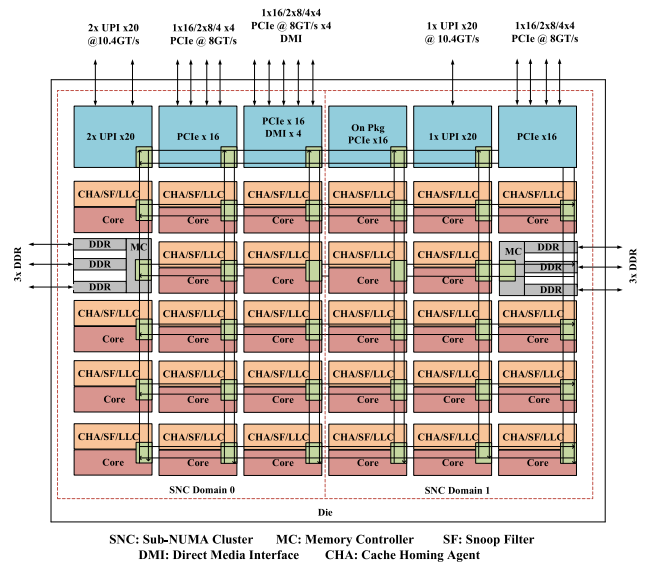 2x UPI x20
@10.4GT/s
1x16/2x8/4 x4
PCIe @ 8GT/s
1x16/2x8/4x4
PCIe @ 8GT/s x4
DMI
1x UPI x20
@ 10.4GT/s
1x16/2x8/4x4
PCIe @ 8GT/s
2x UPI x20
PCIe x 16
PCIe x 16
DMI x 4
On Pkg
PCIe x16
1x UPI x20
PCIe x16
CHA/SF/LLC CHA/SF/LLC CHA/SF/LLC CHA/SF/LLC CHA/SF/LLC CHA/SF/LLC
Core Core Core Core Core Core
3x DDR
DDR
DDR
DDR
MC
CHA/SF/LLC CHA/SF/LLC CHA/SF/LLC CHA/SF/LLC
Core Core Core Core
MC
DDR
DDR
DDR
3x DDR
CHA/SF/LLC CHA/SF/LLC CHA/SF/LLC CHA/SF/LLC CHA/SF/LLC CHA/SF/LLC
Core Core Core Core Core Core
CHA/SF/LLC CHA/SF/LLC CHA/SF/LLC CHA/SF/LLC CHA/SF/LLC CHA/SF/LLC
Core Core Core Core Core Core
CHA/SF/LLC CHA/SF/LLC CHA/SF/LLC CHA/SF/LLC CHA/SF/LLC CHA/SF/LLC
Core Core Core Core Core Core
SNC Domain 0
SNC Domain 1
Die
SNC: Sub-NUMA Cluster MC: Memory Controller SF: Snoop Filter
DMI: Direct Media Interface CHA: Cache Homing Agent